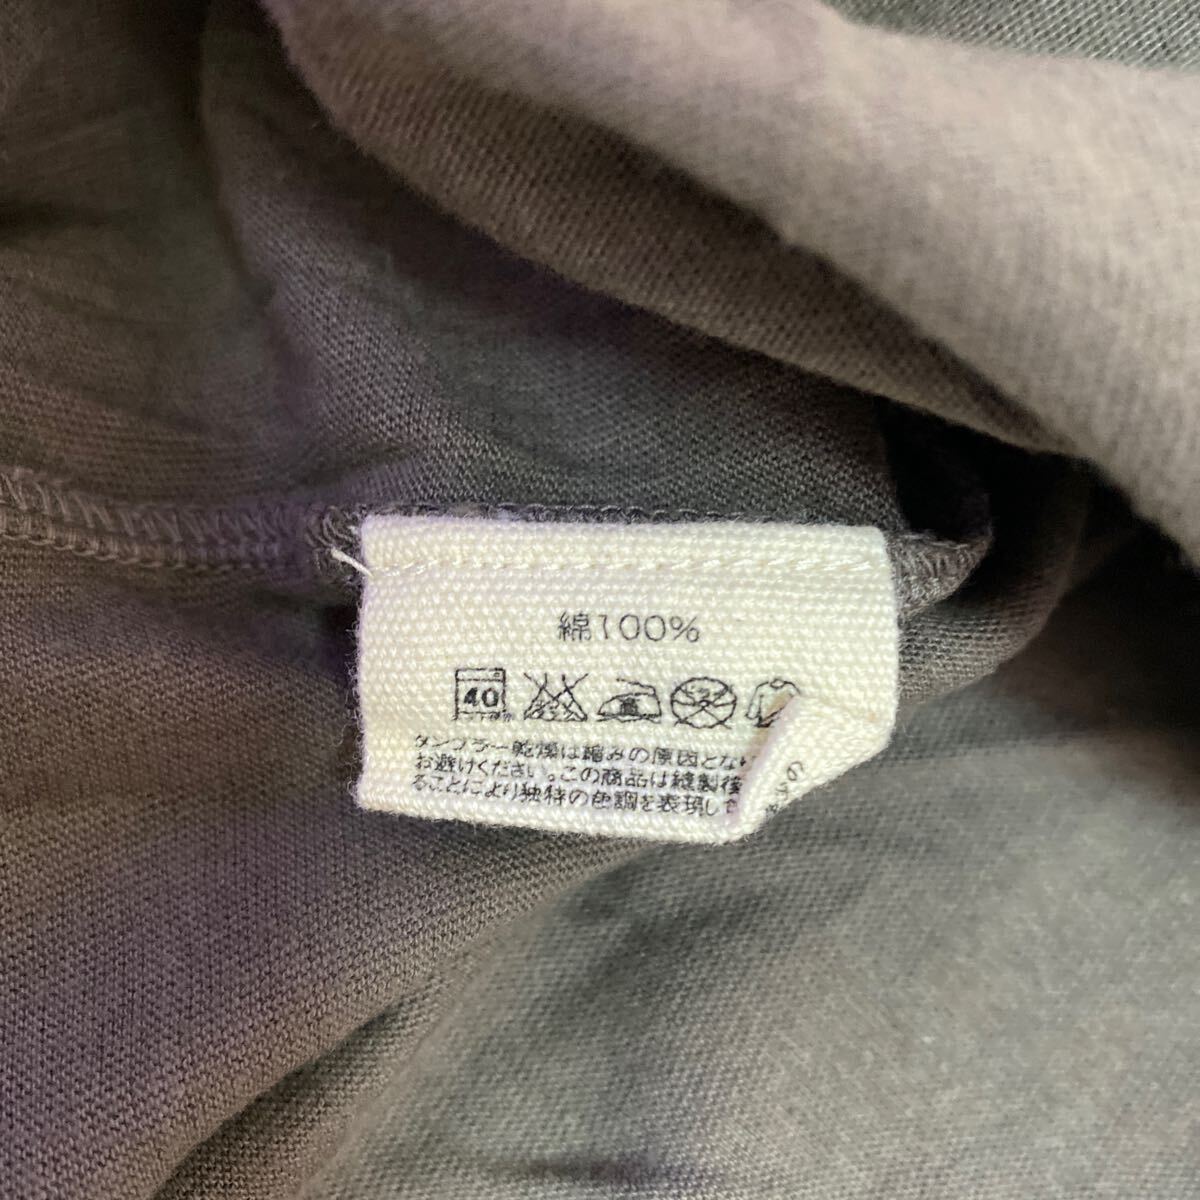 綿100%
40
タンブラー乾燥は縮みの原因とな
お避けください。この商品は縫製後
ることにより独特の色調を表現し